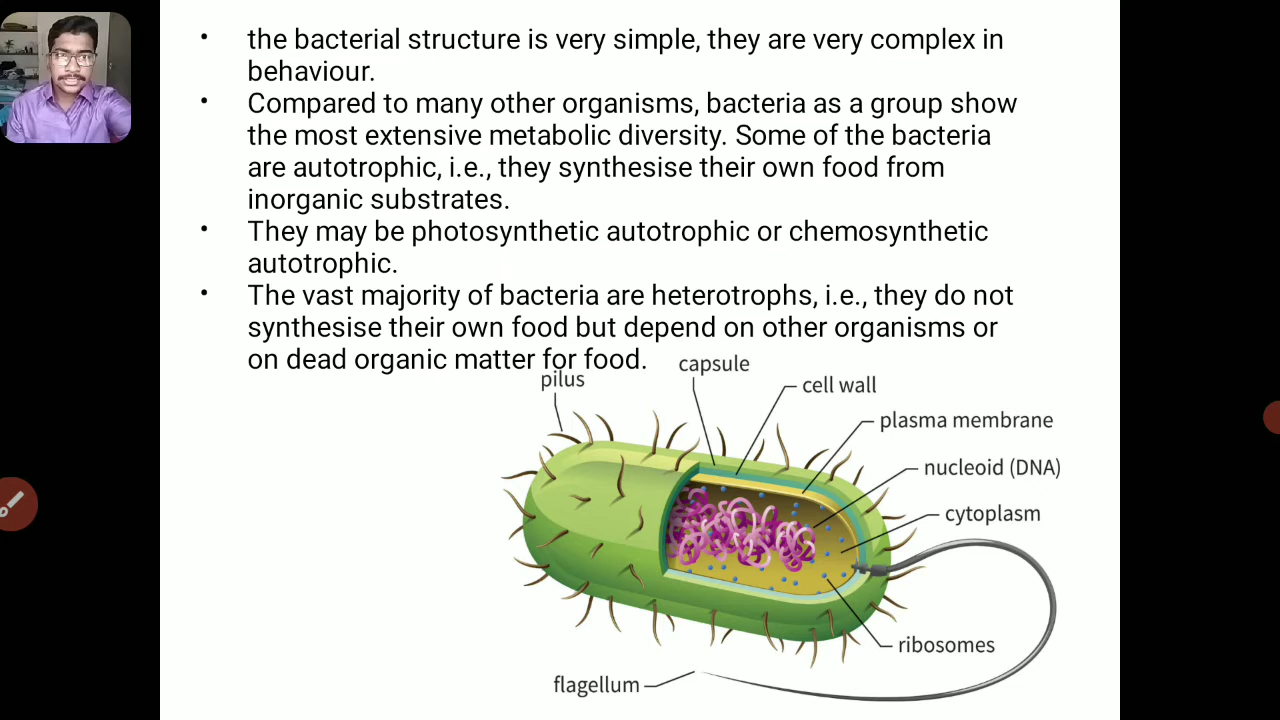 • the bacterial structure is very simple, they are very complex in
behaviour.
• Compared to many other organisms, bacteria as a group show
the most extensive metabolic diversity. Some of the bacteria
are autotrophic, i.e., they synthesise their own food from
inorganic substrates.
• They may be photosynthetic autotrophic or chemosynthetic
autotrophic.
• The vast majority of bacteria are heterotrophs, i.e., they do not
synthesise their own food but depend on other organisms or
on dead organic matter for food.
pilus
capsule
cell wall
plasma membrane
nucleoid (DNA)
cytoplasm
ribosomes
flagellum